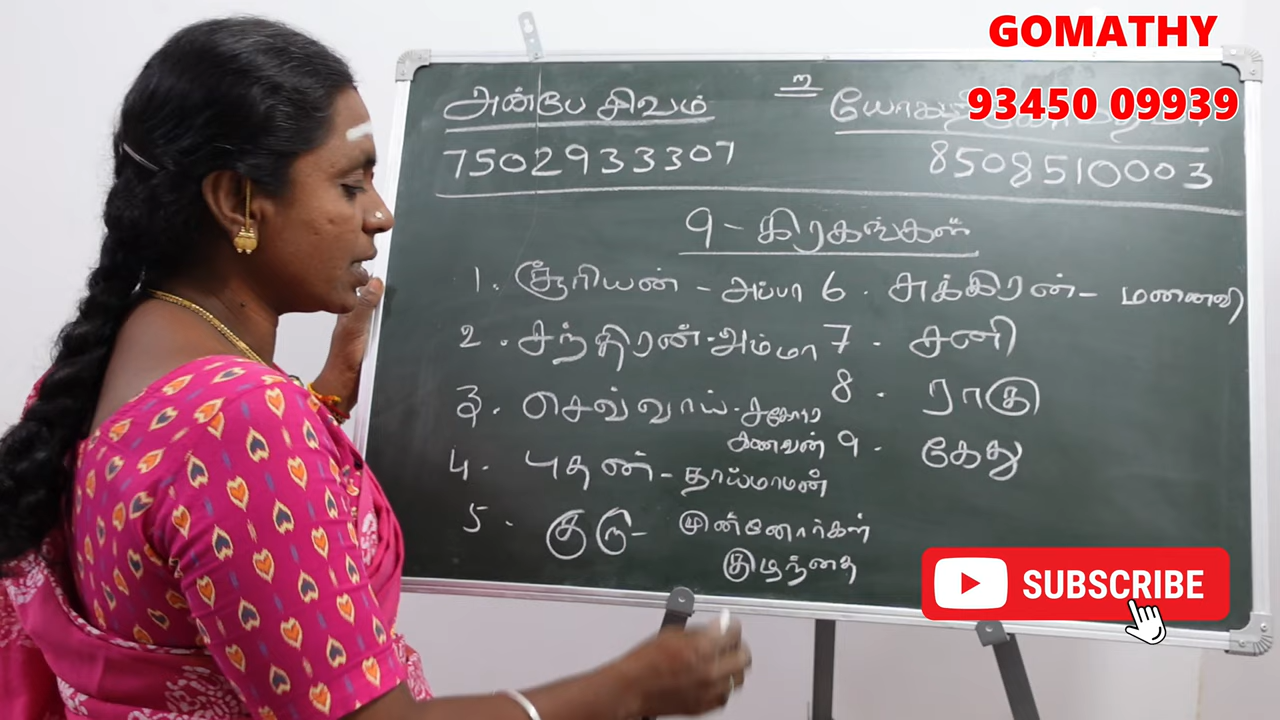 GOMATHY
93450 09939
உ
அன்பே சிவம்
7502933307
8508510003
9 - கிரகங்கள்
1. சூரியன் - அப்பா
2. சந்திரன் - அம்மா
3. செவ்வாய் - சகோதர
கணவன்
4. புதன் - தாய்மாமன்
5. குரு - முன்னோர்கள்
குழந்தை
6. சுக்கிரன் - மனைவி
7. சனி
8. ராகு
9. கேது
SUBSCRIBE